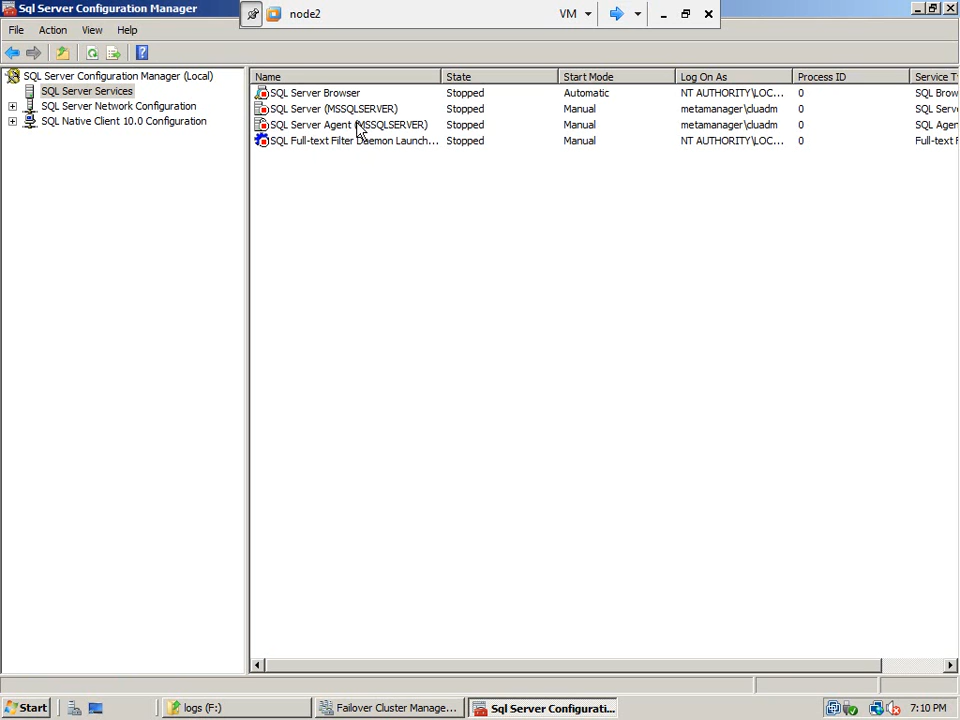 Sql Server Configuration Manager
node2
VM
File Action View Help
SQL Server Configuration Manager (Local)
SQL Server Services
SQL Server Network Configuration
SQL Native Client 10.0 Configuration
Name State Start Mode Log On As Process ID Service T
SQL Server Browser Stopped Automatic NT AUTHORITY\LOC... 0 SQL Brow
SQL Server (MSSQLSERVER) Stopped Manual metamanager\cluadm 0 SQL Serv
SQL Server Agent (MSSQLSERVER) Stopped Manual metamanager\cluadm 0 SQL Agen
SQL Full-text Filter Daemon Launch... Stopped Manual NT AUTHORITY\LOC... 0 Full-text F
Start logs (F:) Failover Cluster Manage... Sql Server Configurati... 7:10 PM